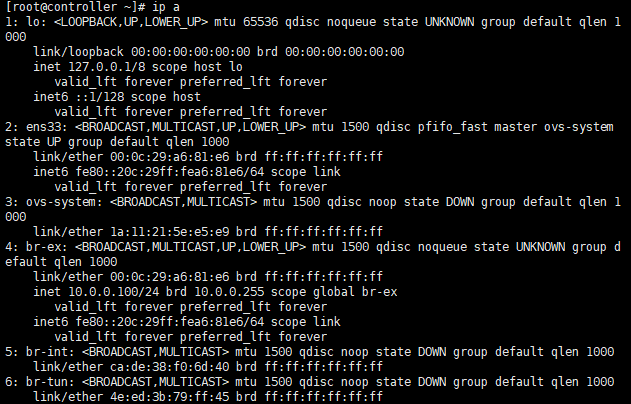 [root@controller ~]# ip a
1: lo: <LOOPBACK,UP,LOWER_UP> mtu 65536 qdisc noqueue state UNKNOWN group default qlen 1
000
link/loopback 00:00:00:00:00:00 brd 00:00:00:00:00:00
inet 127.0.0.1/8 scope host lo
valid_lft forever preferred_lft forever
inet6 ::1/128 scope host
valid_lft forever preferred_lft forever
2: ens33: <BROADCAST,MULTICAST,UP,LOWER_UP> mtu 1500 qdisc pfifo_fast master ovs-system
state UP group default qlen 1000
link/ether 00:0c:29:a6:81:e6 brd ff:ff:ff:ff:ff:ff
inet6 fe80::20c:29ff:fea6:81e6/64 scope link
valid_lft forever preferred_lft forever
3: ovs-system: <BROADCAST,MULTICAST> mtu 1500 qdisc noop state DOWN group default qlen 1
000
link/ether 1a:11:21:5e:e5:e9 brd ff:ff:ff:ff:ff:ff
4: br-ex: <BROADCAST,MULTICAST,UP,LOWER_UP> mtu 1500 qdisc noqueue state UNKNOWN group d
efault qlen 1000
link/ether 00:0c:29:a6:81:e6 brd ff:ff:ff:ff:ff:ff
inet 10.0.0.100/24 brd 10.0.0.255 scope global br-ex
valid_lft forever preferred_lft forever
inet6 fe80::20c:29ff:fea6:81e6/64 scope link
valid_lft forever preferred_lft forever
5: br-int: <BROADCAST,MULTICAST> mtu 1500 qdisc noop state DOWN group default qlen 1000
link/ether ca:de:38:f0:6d:40 brd ff:ff:ff:ff:ff:ff
6: br-tun: <BROADCAST,MULTICAST> mtu 1500 qdisc noop state DOWN group default qlen 1000
link/ether 4e:ed:3b:79:ff:45 brd ff:ff:ff:ff:ff:ff